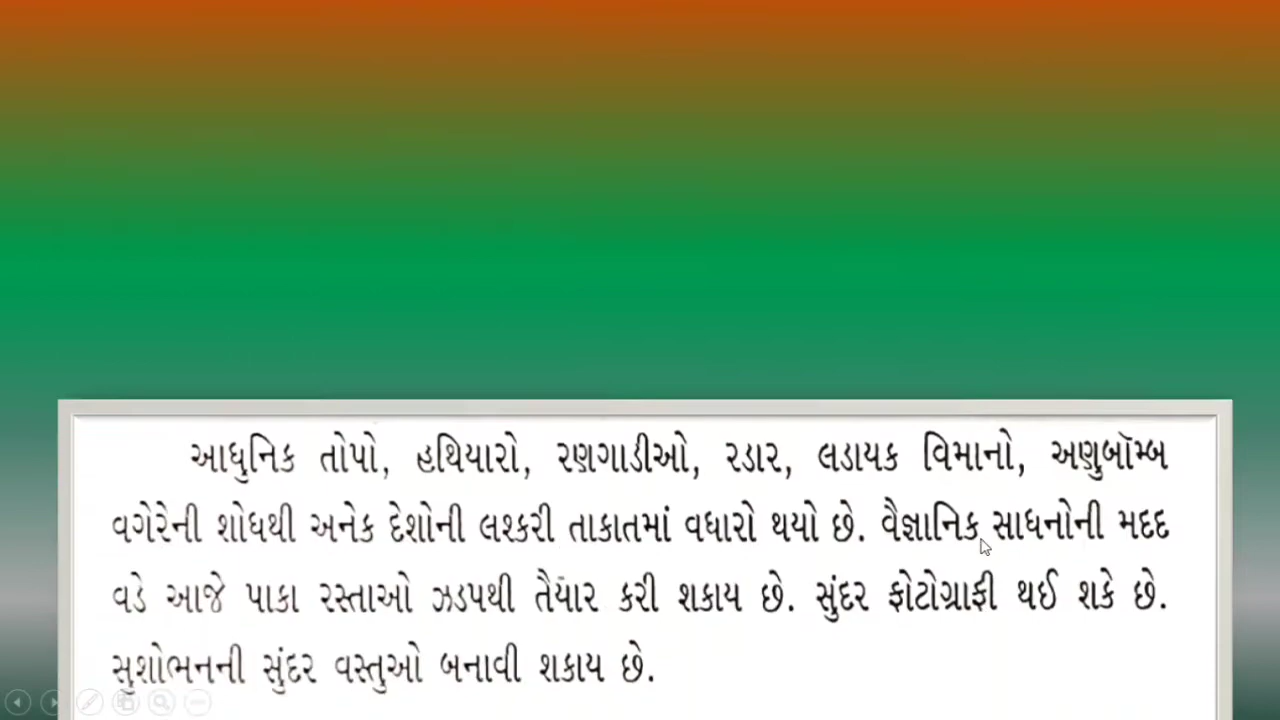 આધુનિક તોપો, હથિયારો, રણગાડીઓ, રડાર, લડાયક વિમાનો, અણુબૉમ્બ
વગેરેની શોધથી અનેક દેશોની લશ્કરી તાકાતમાં વધારો થયો છે. વૈજ્ઞાનિક સાધનોની મદદ
વડે આજે પાકા રસ્તાઓ ઝડપથી તૈયાર કરી શકાય છે. સુંદર ફોટોગ્રાફી થઈ શકે છે.
સુશોભનની સુંદર વસ્તુઓ બનાવી શકાય છે.